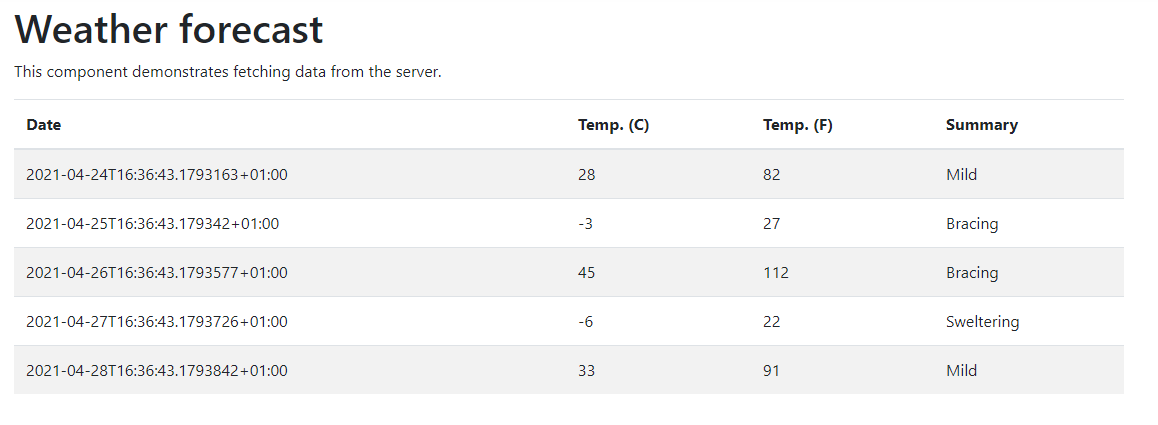 Weather forecast
This component demonstrates fetching data from the server.
Date Temp. (C) Temp. (F) Summary
2021-04-24T16:36:43.1793163+01:00 28 82 Mild
2021-04-25T16:36:43.179342+01:00 -3 27 Bracing
2021-04-26T16:36:43.1793577+01:00 45 112 Bracing
2021-04-27T16:36:43.1793726+01:00 -6 22 Sweltering
2021-04-28T16:36:43.1793842+01:00 33 91 Mild